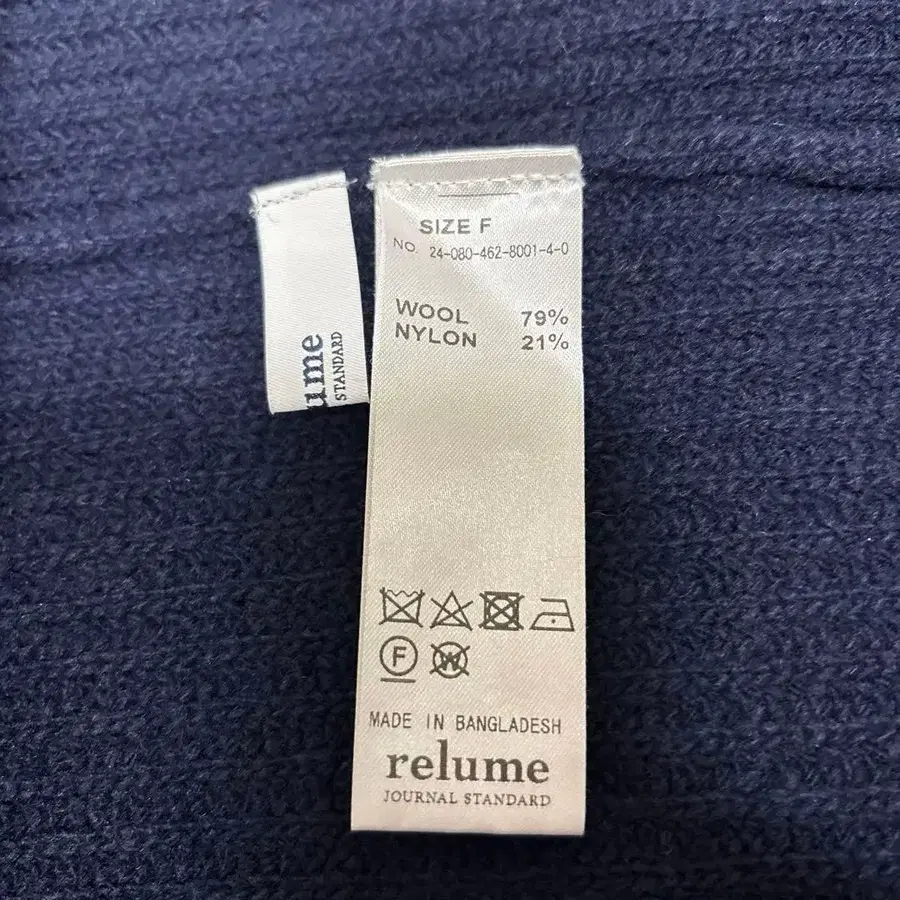 SIZE F
NO. 24-080-462-8001-4-0
WOOL 79%
NYLON 21%
F
W
MADE IN BANGLADESH
relume
JOURNAL STANDARD
ume
STANDARD